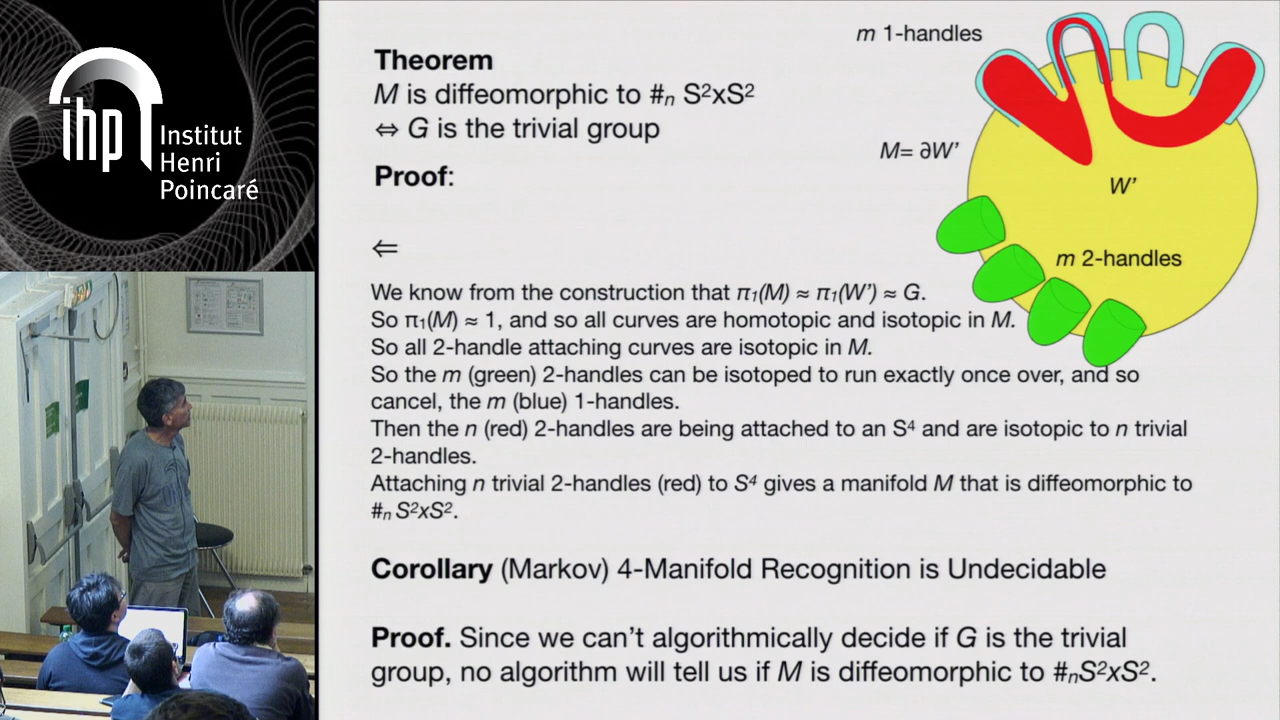 ihp
Institut
Henri
Poincaré
Theorem
M is diffeomorphic to #ₙ S²xS²
⇔ G is the trivial group
Proof:
⇐
m 1-handles
M= ∂W’
W’
m 2-handles
We know from the construction that π₁(M) ≈ π₁(W’) ≈ G.
So π₁(M) ≈ 1, and so all curves are homotopic and isotopic in M.
So all 2-handle attaching curves are isotopic in M.
So the m (green) 2-handles can be isotoped to run exactly once over, and so
cancel, the m (blue) 1-handles.
Then the n (red) 2-handles are being attached to an S⁴ and are isotopic to n trivial
2-handles.
Attaching n trivial 2-handles (red) to S⁴ gives a manifold M that is diffeomorphic to
#ₙ S²xS².
Corollary (Markov) 4-Manifold Recognition is Undecidable
Proof. Since we can’t algorithmically decide if G is the trivial
group, no algorithm will tell us if M is diffeomorphic to #ₙS²xS².